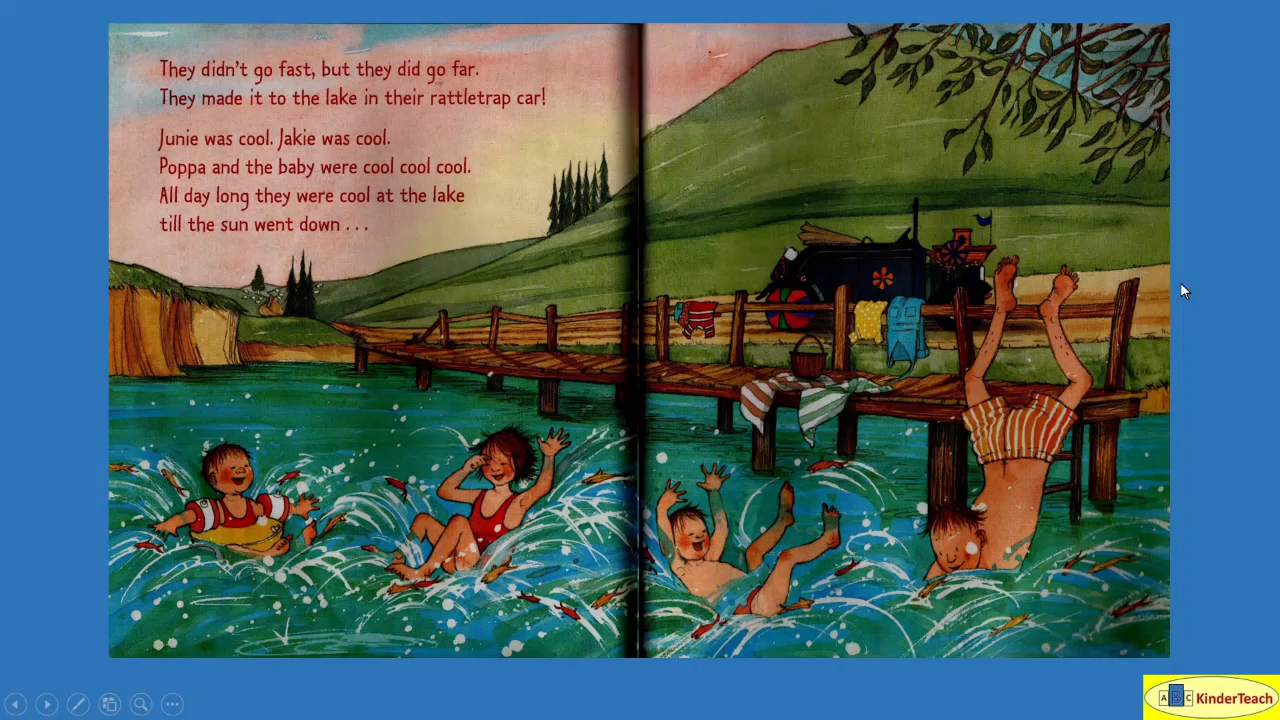 They didn't go fast, but they did go far.
They made it to the lake in their rattletrap car!
Junie was cool. Jakie was cool.
Poppa and the baby were cool cool cool.
All day long they were cool at the lake
till the sun went down . . .
ABC KinderTeach